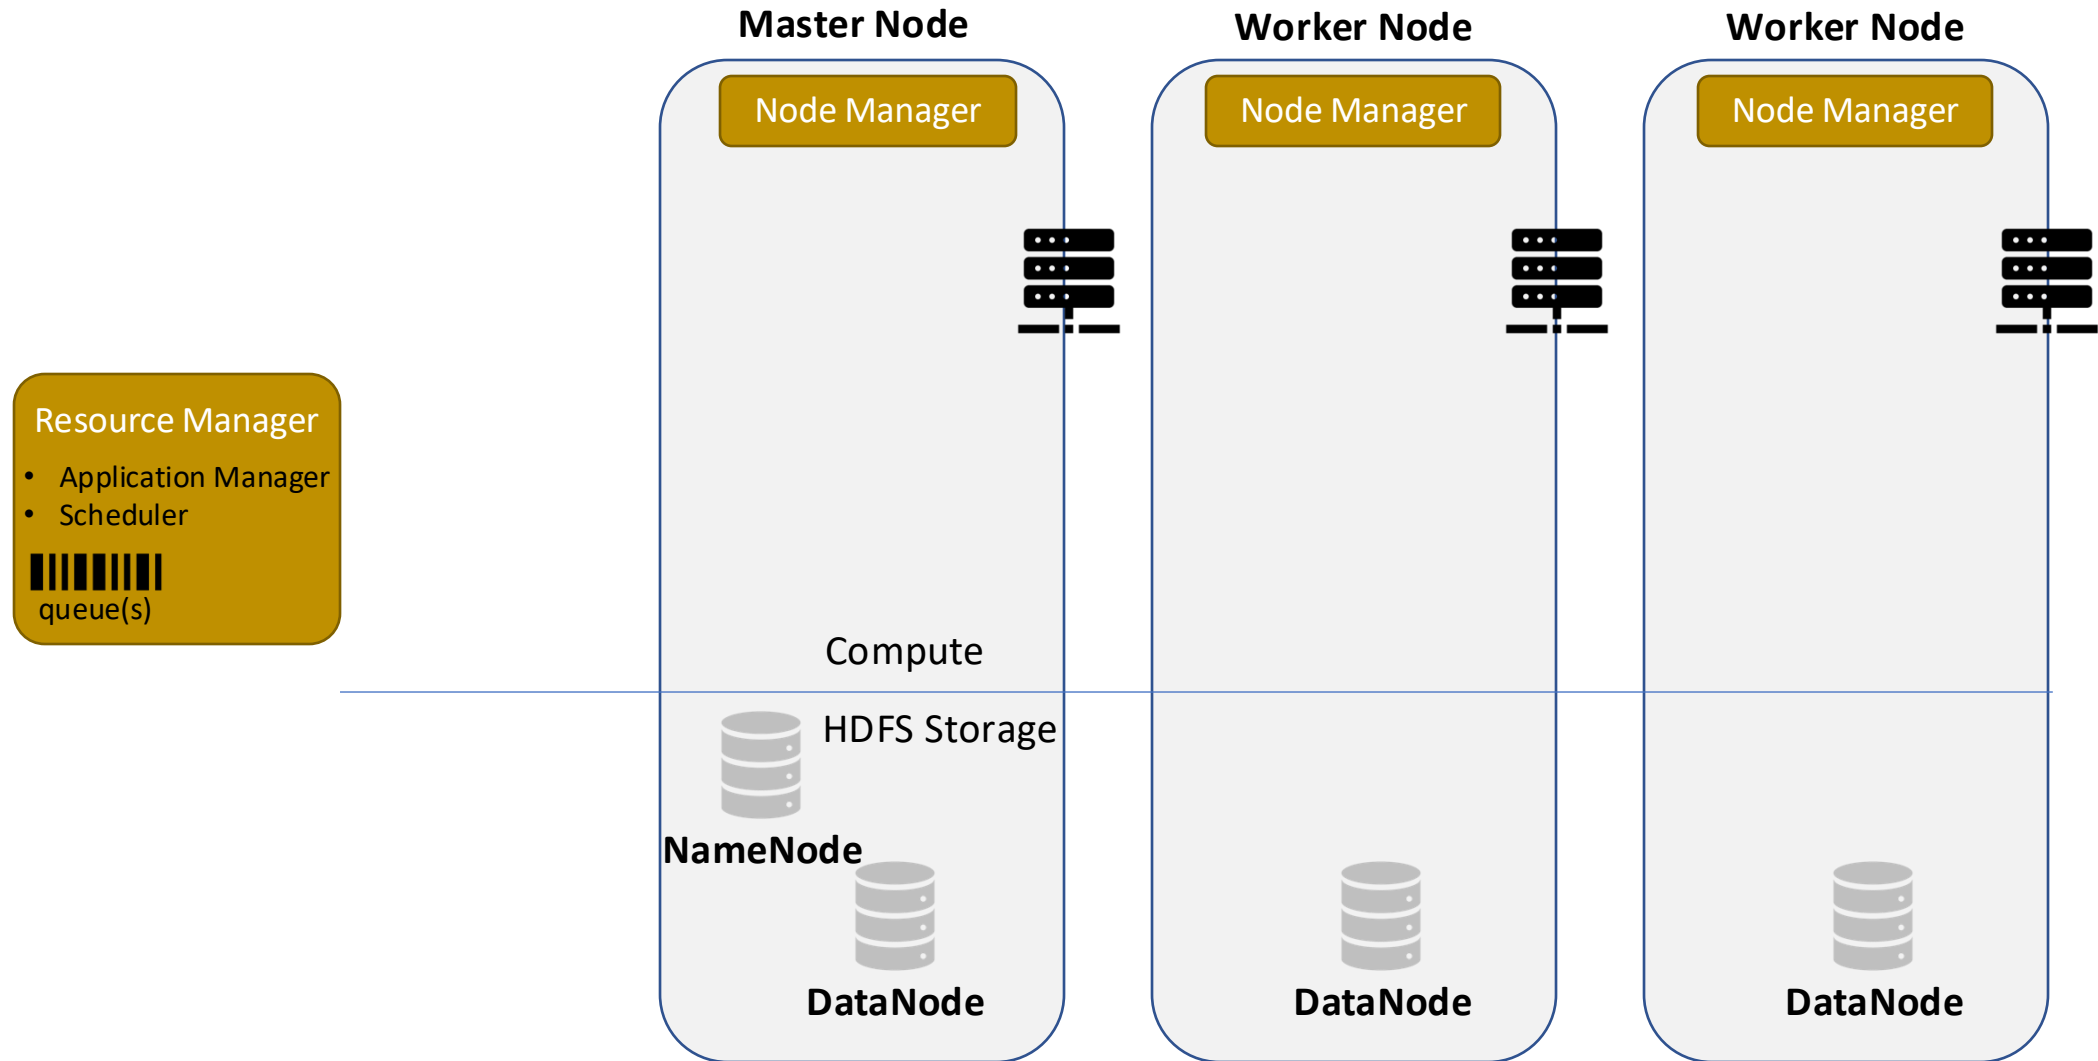 Master Node
Worker Node
Worker Node
Node Manager
Node Manager
Node Manager
Resource Manager
• Application Manager
• Scheduler
queue(s)
Compute
HDFS Storage
NameNode
DataNode
DataNode
DataNode